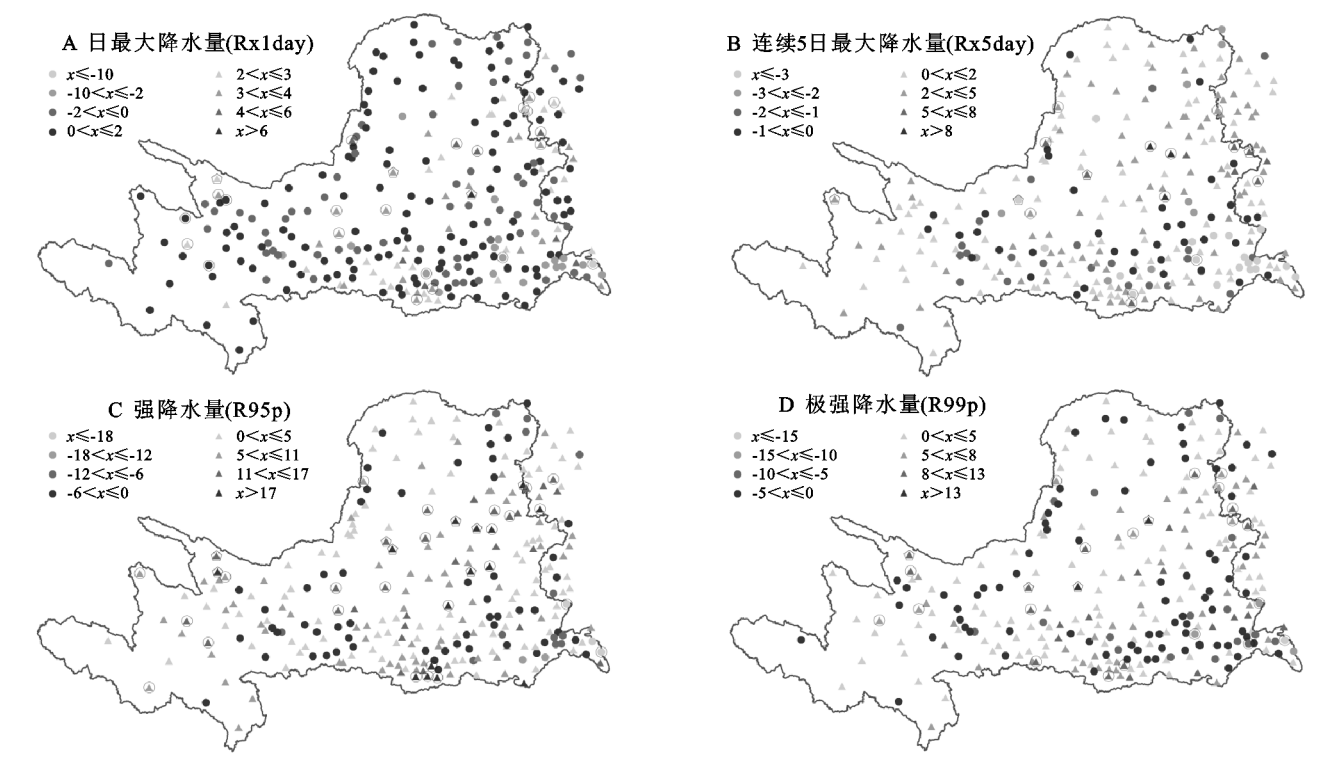 A 日最大降水量(Rx1day)
x≤-10 2<x≤3
-10<x≤-2 3<x≤4
-2<x≤0 4<x≤6
0<x≤2 x>6
B 连续5日最大降水量(Rx5day)
x≤-3 0<x≤2
-3<x≤-2 2<x≤5
-2<x≤-1 5<x≤8
-1<x≤0 x>8
C 强降水量(R95p)
x≤-18 0<x≤5
-18<x≤-12 5<x≤11
-12<x≤-6 11<x≤17
-6<x≤0 x>17
D 极强降水量(R99p)
x≤-15 0<x≤5
-15<x≤-10 5<x≤8
-10<x≤-5 8<x≤13
-5<x≤0 x>13